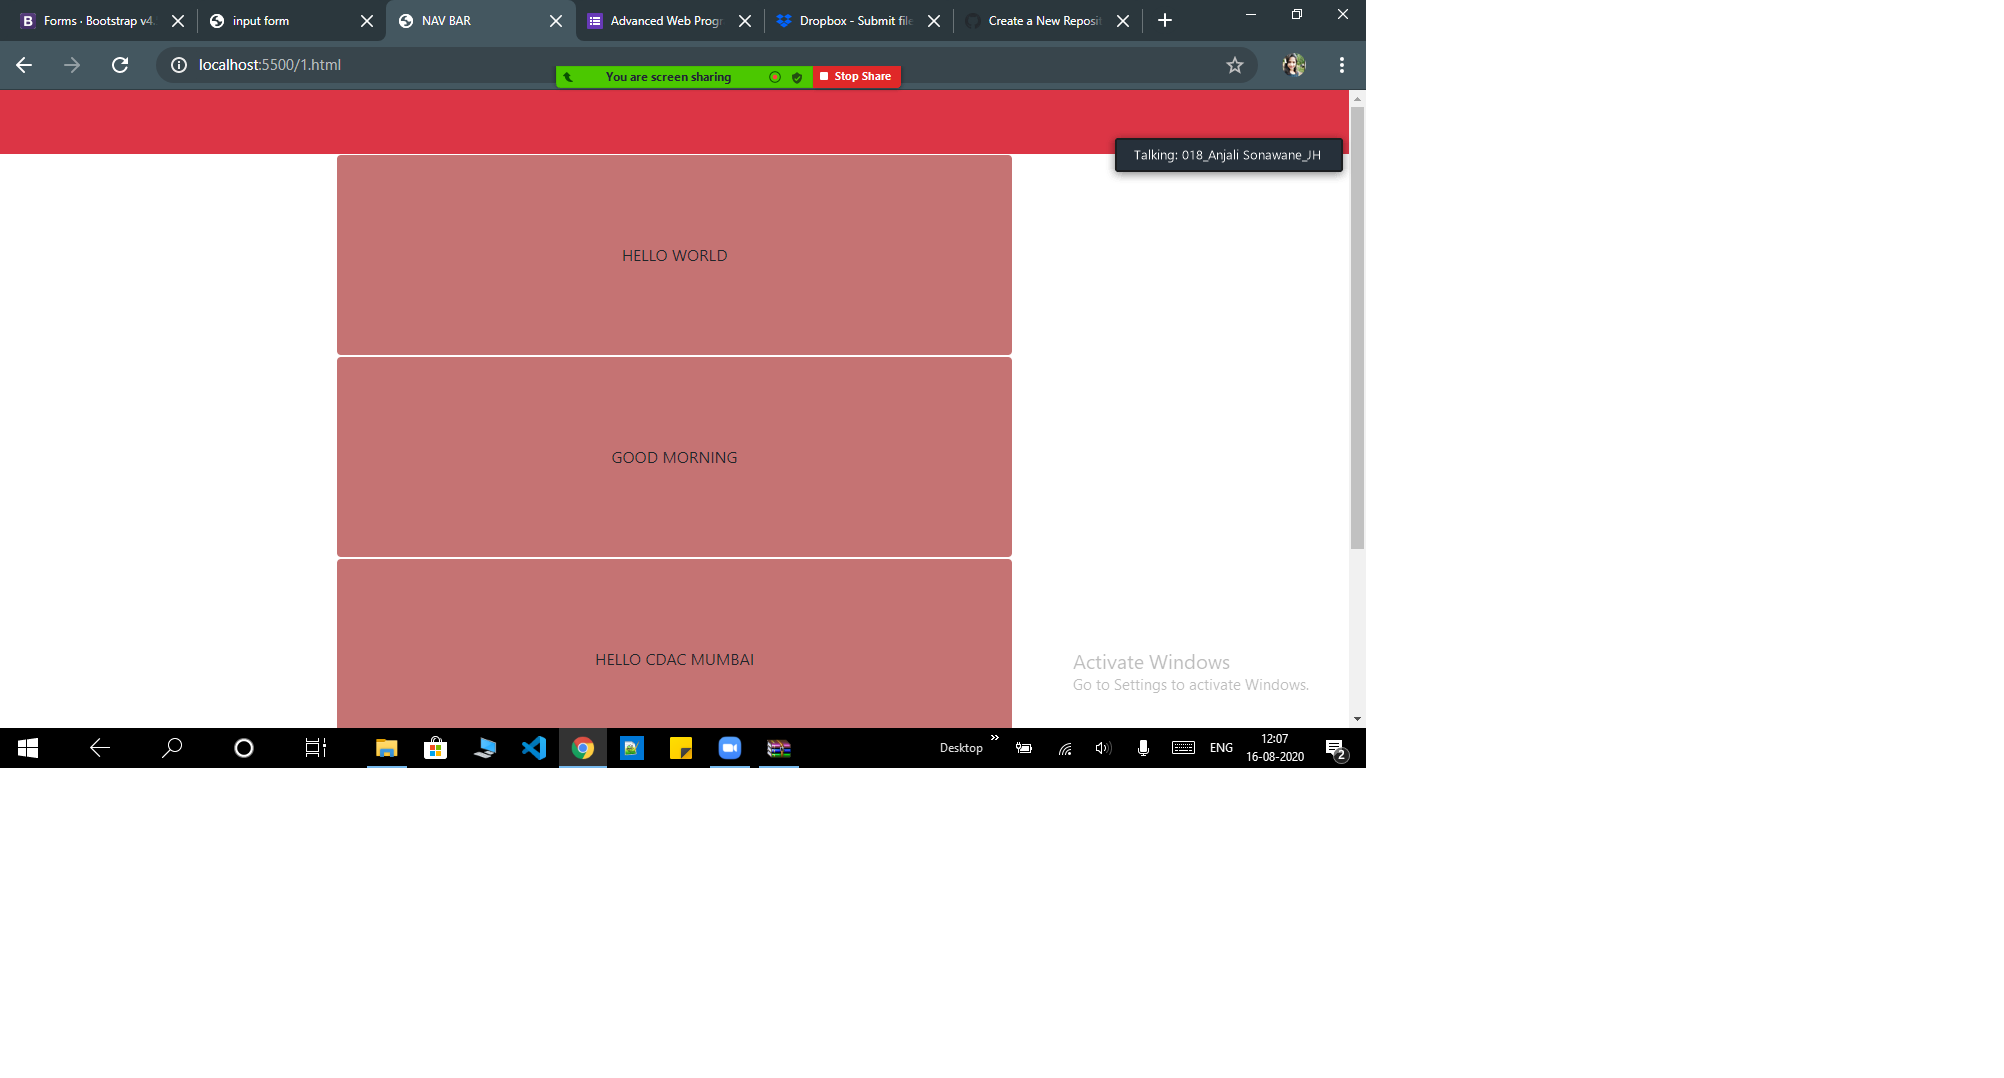 Forms · Bootstrap v4.
input form
NAV BAR
Advanced Web Progr
Dropbox - Submit file
Create a New Reposit
localhost:5500/1.html
You are screen sharing
Stop Share
Talking: 018_Anjali Sonawane_JH
HELLO WORLD
GOOD MORNING
HELLO CDAC MUMBAI
Activate Windows
Go to Settings to activate Windows.
Desktop
ENG
12:07
16-08-2020
2